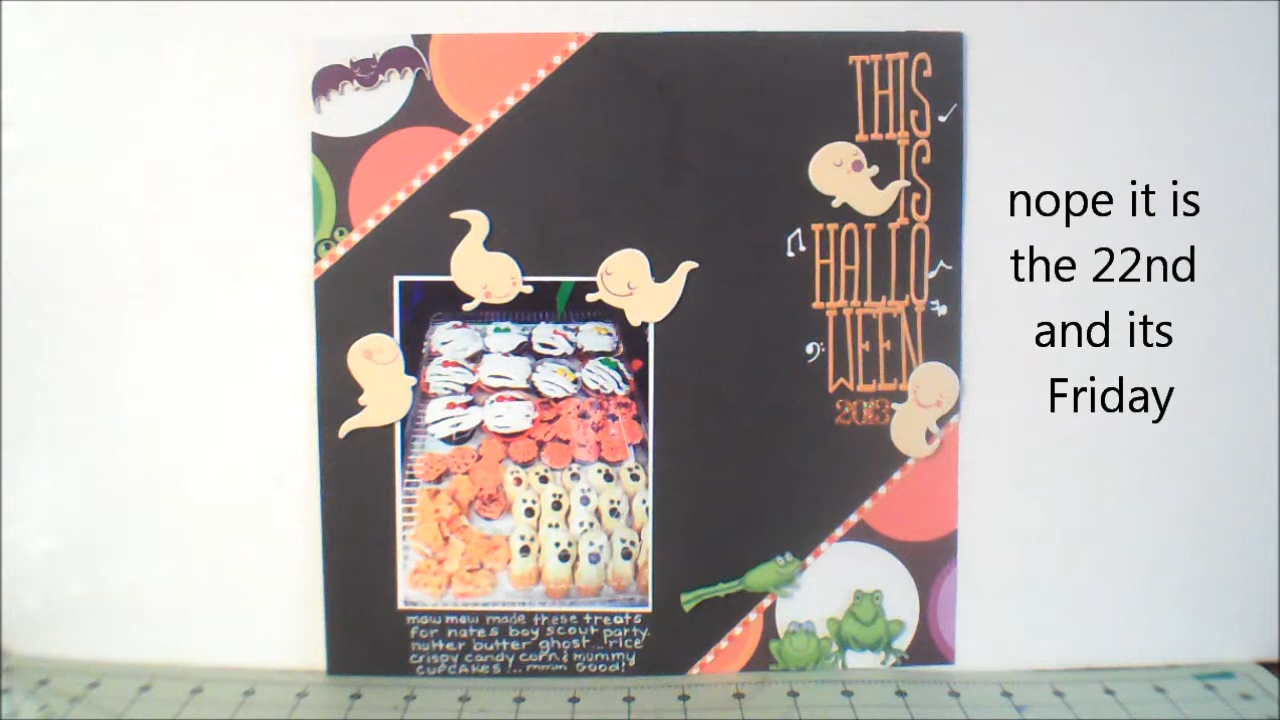 THIS
IS
HALLO
WEEN
2013
nope it is
the 22nd
and its
Friday
maw maw made these treats
for nates boy scout party.
nutter butter ghost... rice
crispy candy corn & mummy
cupcakes!... mmm Good!